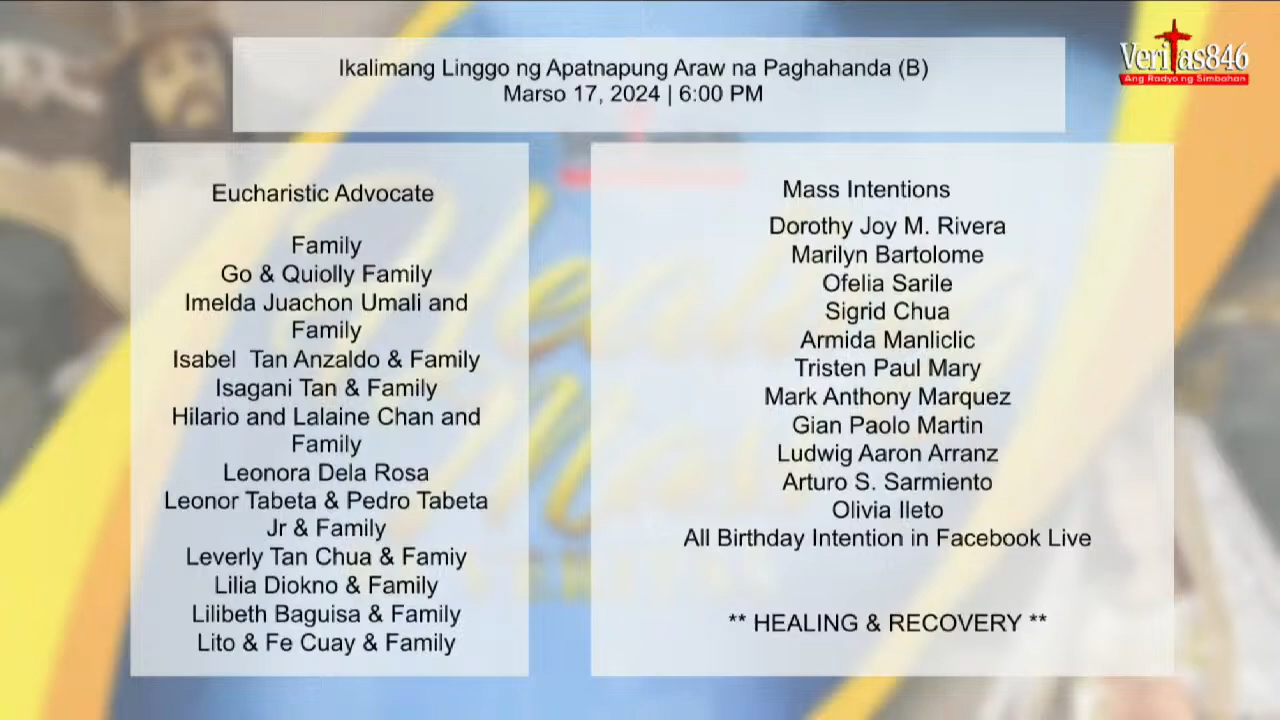 Ikalimang Linggo ng Apatnapung Araw na Paghahanda (B)
Marso 17, 2024 | 6:00 PM
Veritas846
Ang Radyo ng Simbahan
Eucharistic Advocate
Family
Go & Quiolly Family
Imelda Juachon Umali and
Family
Isabel Tan Anzaldo & Family
Isagani Tan & Family
Hilario and Lalaine Chan and
Family
Leonora Dela Rosa
Leonor Tabeta & Pedro Tabeta
Jr & Family
Leverly Tan Chua & Famiy
Lilia Diokno & Family
Lilibeth Baguisa & Family
Lito & Fe Cuay & Family
Mass Intentions
Dorothy Joy M. Rivera
Marilyn Bartolome
Ofelia Sarile
Sigrid Chua
Armida Manliclic
Tristen Paul Mary
Mark Anthony Marquez
Gian Paolo Martin
Ludwig Aaron Arranz
Arturo S. Sarmiento
Olivia Ileto
All Birthday Intention in Facebook Live
** HEALING & RECOVERY **